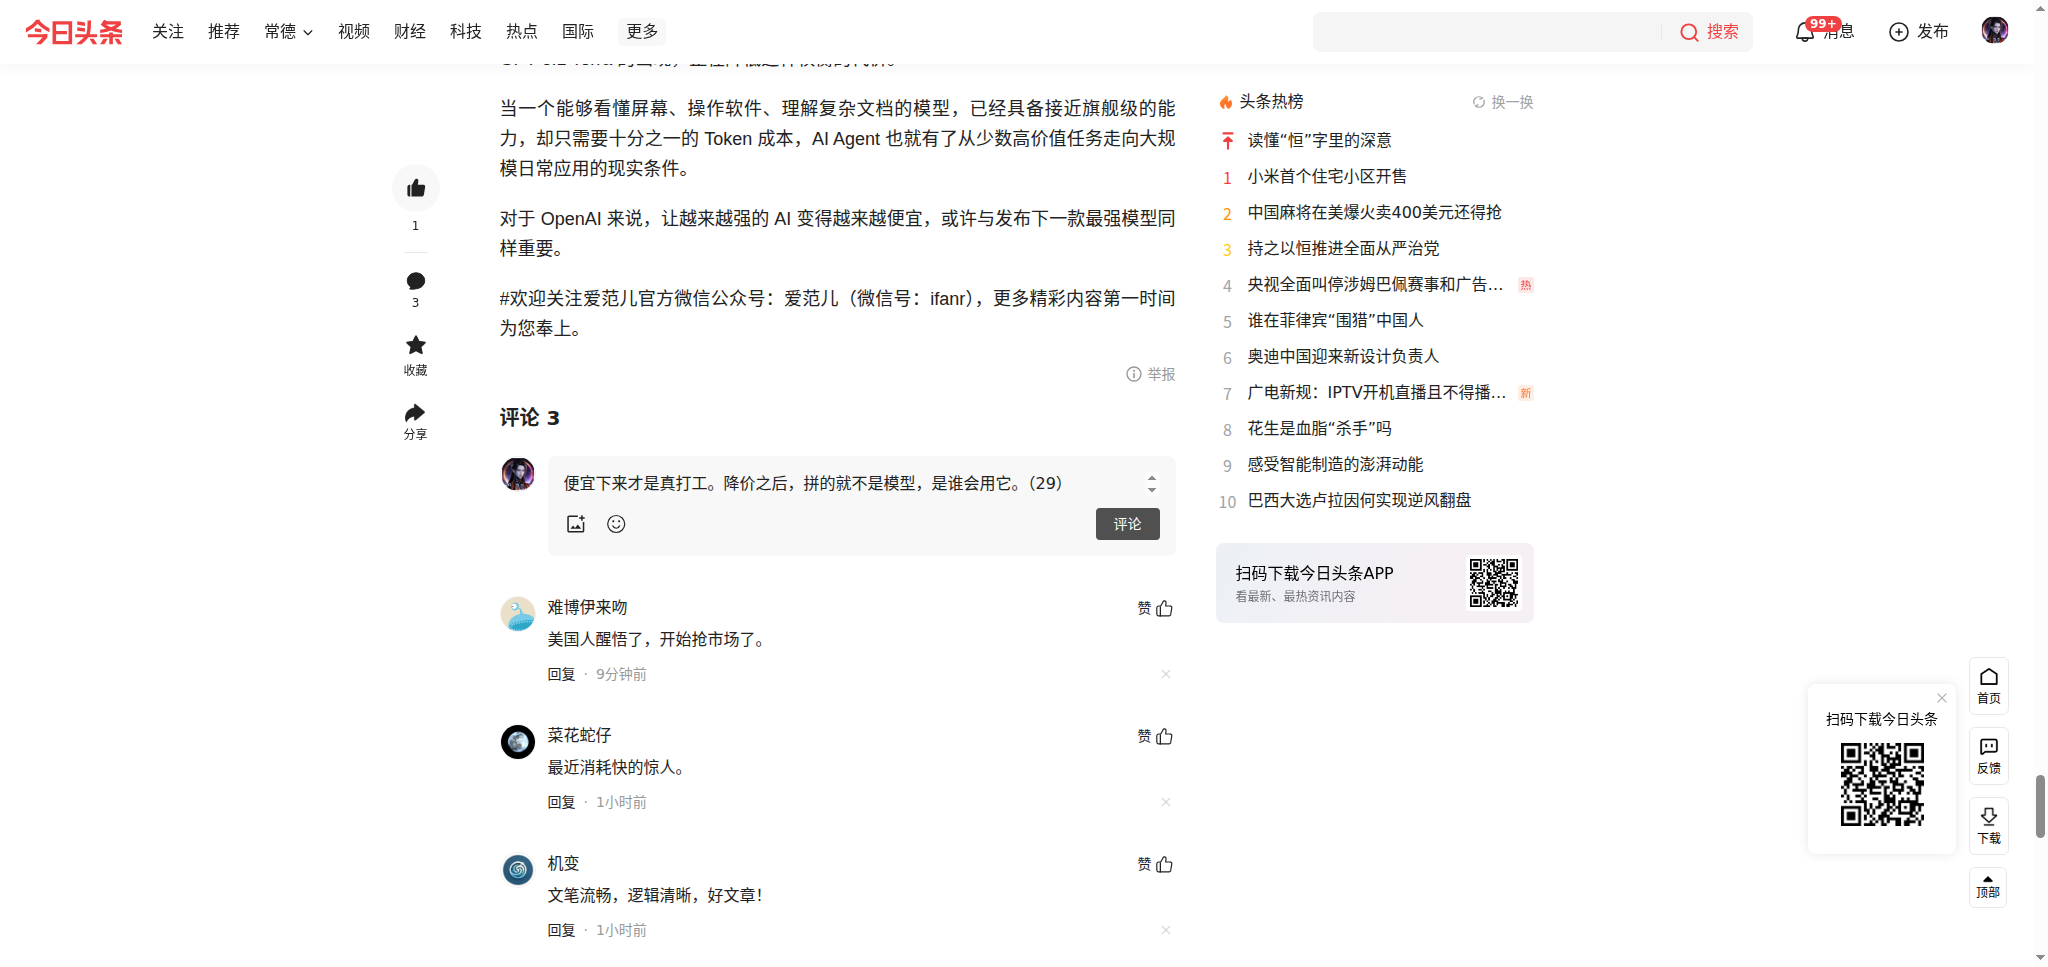 今日头条
关注 推荐 常德 视频 财经 科技 热点 国际 更多
搜索
99+
消息
发布
当一个能够看懂屏幕、操作软件、理解复杂文档的模型，已经具备接近旗舰级的能
力，却只需要十分之一的 Token 成本，AI Agent 也就有了从少数高价值任务走向大规
模日常应用的现实条件。
对于 OpenAI 来说，让越来越强的 AI 变得越来越便宜，或许与发布下一款最强模型同
样重要。
#欢迎关注爱范儿官方微信公众号：爱范儿（微信号：ifanr），更多精彩内容第一时间
为您奉上。
举报
1
3
收藏
分享
评论 3
便宜下来才是真打工。降价之后，拼的就不是模型，是谁会用它。（29）
评论
难博伊来吻
赞
美国人醒悟了，开始抢市场了。
回复 · 9分钟前
菜花蛇仔
赞
最近消耗快的惊人。
回复 · 1小时前
机变
赞
文笔流畅，逻辑清晰，好文章！
回复 · 1小时前
头条热榜
换一换
读懂“恒”字里的深意
1 小米首个住宅小区开售
2 中国麻将在美爆火卖400美元还得抢
3 持之以恒推进全面从严治党
4 央视全面叫停涉姆巴佩赛事和广告... 热
5 谁在菲律宾“围猎”中国人
6 奥迪中国迎来新设计负责人
7 广电新规：IPTV开机直播且不得播... 新
8 花生是血脂“杀手”吗
9 感受智能制造的澎湃动能
10 巴西大选卢拉因何实现逆风翻盘
扫码下载今日头条APP
看最新、最热资讯内容
扫码下载今日头条
首页
反馈
下载
顶部